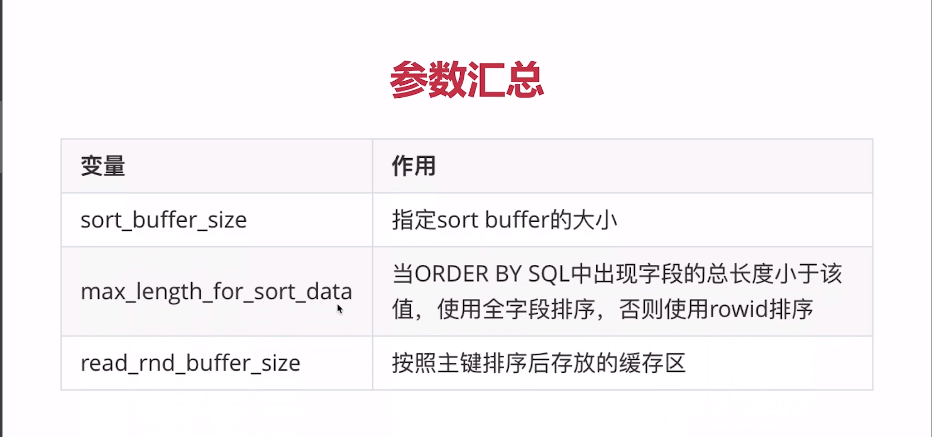 参数汇总
变量 作用
sort_buffer_size 指定sort buffer的大小
max_length_for_sort_data 当ORDER BY SQL中出现字段的总长度小于该
值，使用全字段排序，否则使用rowid排序
read_rnd_buffer_size 按照主键排序后存放的缓存区